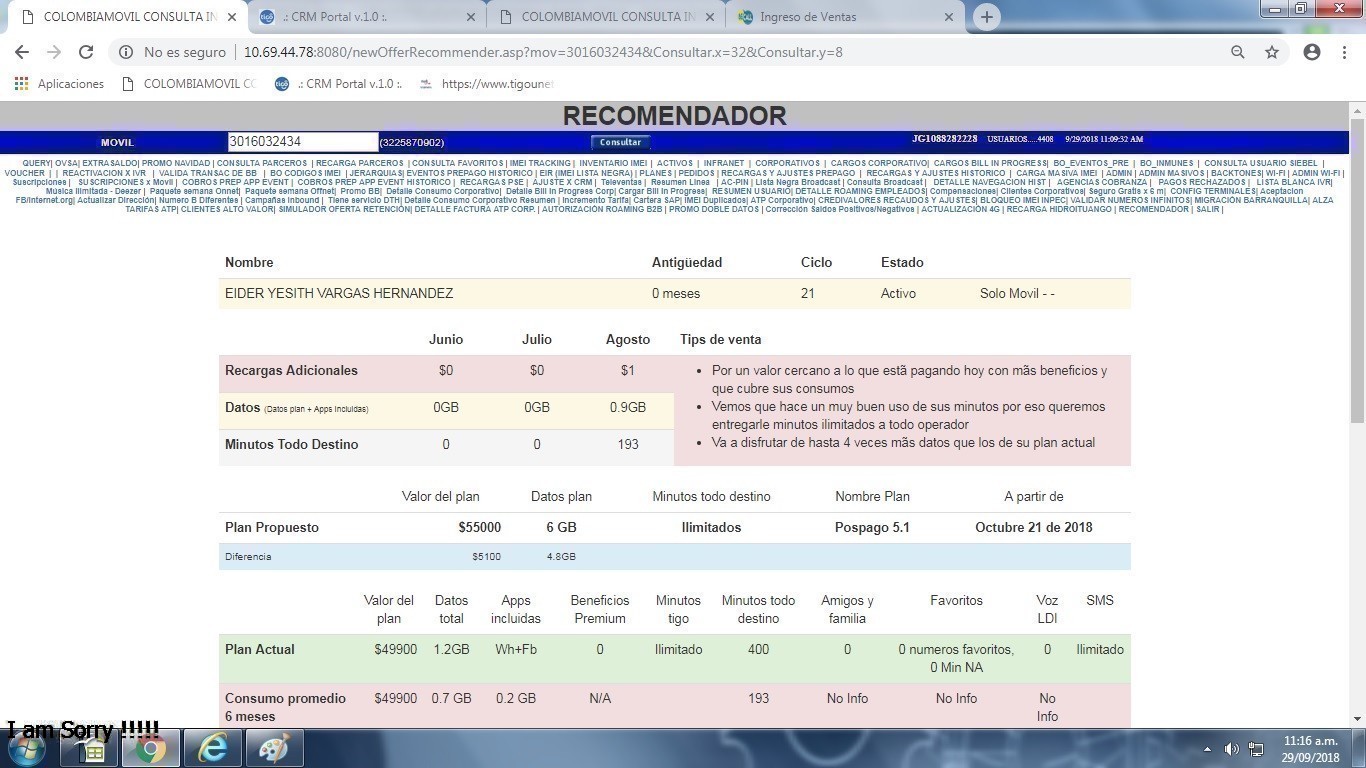 COLOMBIAMOVIL CONSULTA IN
.: CRM Portal v.1.0 :.
COLOMBIAMOVIL CONSULTA IN
Ingreso de Ventas
No es seguro | 10.69.44.78:8080/newOfferRecommender.asp?mov=3016032434&Consultar.x=32&Consultar.y=8
Aplicaciones
COLOMBIAMOVIL CO
.: CRM Portal v.1.0 :.
https://www.tigoune
RECOMENDADOR
MOVIL 3016032434 (3225870902) Consultar JG1088282228 USUARIOS.....4408 9/29/2018 11:09:32 AM
QUERY| OVSA| EXTRASALDO| PROMO NAVIDAD | CONSULTA PARCEROS | RECARGA PARCEROS | CONSULTA FAVORITOS | IMEI TRACKING | INVENTARIO IMEI | ACTIVOS | INFRANET | CORPORATIVOS | CARGOS CORPORATIVO| CARGOS BILL IN PROGRESS| BO_EVENTOS_PRE | BO_INMUNES | CONSULTA USUARIO SIEBEL |
VOUCHER | | REACTIVACION X IVR | VALIDA TRANSAC DE BB | BO CODIGOS IMEI |JERARQUIAS| EVENTOS PREPAGO HISTORICO | EIR (IMEI LISTA NEGRA) | PLANES | PEDIDOS | RECARGAS Y AJUSTES PREPAGO | RECARGAS Y AJUSTES HISTORICO | CARGA MASIVA IMEI | ADMIN | ADMIN MASIVOS | BACKTONES| WI-FI | ADMIN WI-FI |
Suscripciones | SUSCRIPCIONES x Movil | COBROS PREP APP EVENT | COBROS PREP APP EVENT HISTORICO | RECARGAS PSE | AJUSTE X CRM | Televentas | Resumen Linea | AC-PIN | Lista Negra Broadcast | Consulta Broadcast | DETALLE NAVEGACION HIST | AGENCIAS COBRANZA | PAGOS RECHAZADOS | LISTA BLANCA IVR|
Musica Ilimitada - Deezer| Paquete semana Onnet| Paquete semana Offnet| Promo BB| Detalle Consumo Corporativo| Detalle Bill In Progress Corp| Cargar Bill In Progress| RESUMEN USUARIO| DETALLE ROAMING EMPLEADOS| Compensaciones| Clientes Corporativos| Seguro Gratis x 6 m| CONFIG TERMINALES| Aceptacion
FB/Internet.org| Actualizar Dirección| Numero B Diferentes | Campañas Inbound | Tiene servicio DTH| Detalle Consumo Corporativo Resumen | Incremento Tarifa| Cartera SAP| IMEI Duplicados| ATP Corporativo| CREDIVALORES RECAUDOS Y AJUSTES| BLOQUEO IMEI INPEC| VALIDAR NUMEROS INFINITOS| MIGRACIÓN BARRANQUILLA| ALZA
TARIFAS ATP| CLIENTES ALTO VALOR| SIMULADOR OFERTA RETENCIÓN| DETALLE FACTURA ATP CORP. | AUTORIZACIÓN ROAMING B2B | PROMO DOBLE DATOS | Corrección Saldos Positivos/Negativos | ACTUALIZACIÓN 4G | RECARGA HIDROITUANGO | RECOMENDADOR | SALIR |
Nombre Antigüedad Ciclo Estado
EIDER YESITH VARGAS HERNANDEZ 0 meses 21 Activo Solo Movil - -
Junio Julio Agosto Tips de venta
Recargas Adicionales $0 $0 $1
Datos (Datos plan + Apps Incluidas) 0GB 0GB 0.9GB
Minutos Todo Destino 0 0 193
• Por un valor cercano a lo que estã pagando hoy con mãs beneficios y
que cubre sus consumos
• Vemos que hace un muy buen uso de sus minutos por eso queremos
entregarle minutos ilimitados a todo operador
• Va a disfrutar de hasta 4 veces mãs datos que los de su plan actual
Valor del plan Datos plan Minutos todo destino Nombre Plan A partir de
Plan Propuesto $55000 6 GB Ilimitados Pospago 5.1 Octubre 21 de 2018
Diferencia $5100 4.8GB
Valor del Datos Apps Beneficios Minutos Minutos todo Amigos y Favoritos Voz SMS
plan total incluidas Premium tigo destino familia LDI
Plan Actual $49900 1.2GB Wh+Fb 0 Ilimitado 400 0 0 numeros favoritos, 0 Ilimitado
0 Min NA
Consumo promedio $49900 0.7 GB 0.2 GB N/A 193 No Info No Info No
6 meses Info
I am Sorry !!!!!
11:16 a.m.
29/09/2018